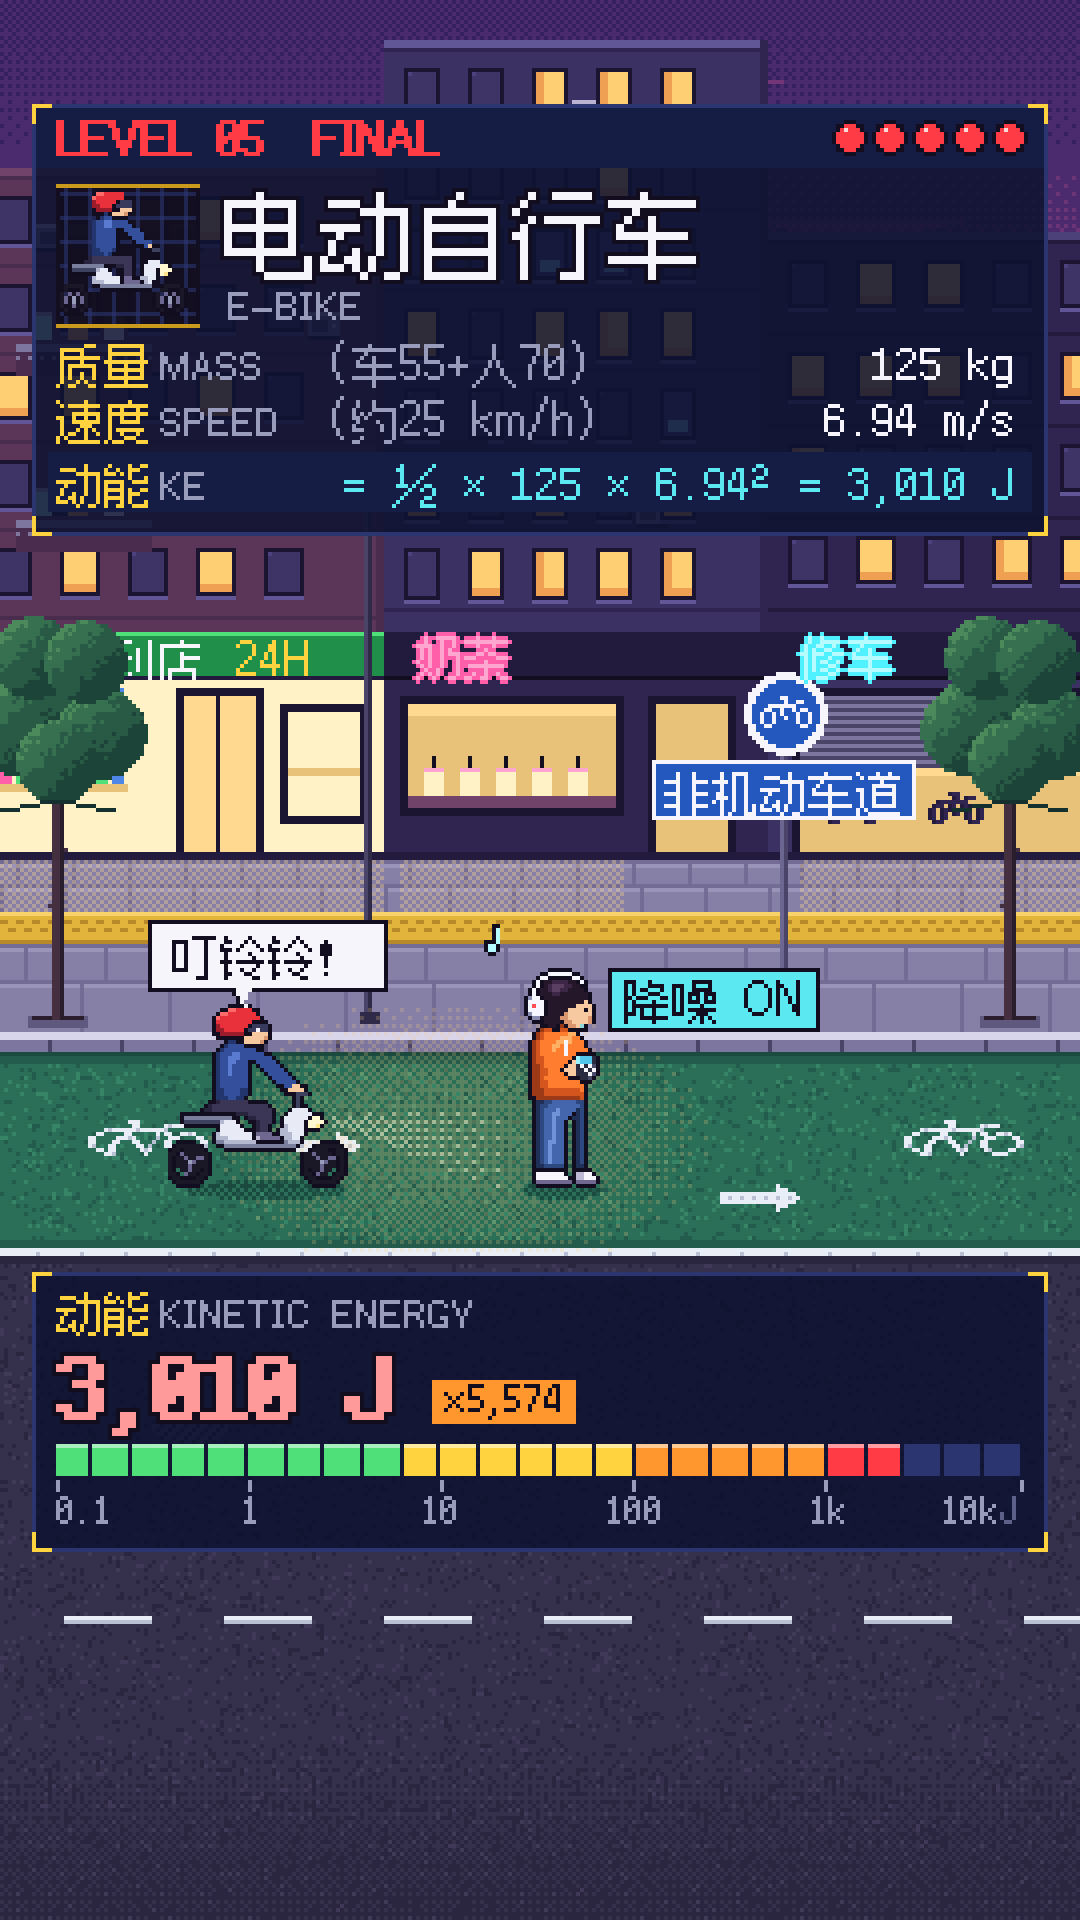 LEVEL 05 FINAL
电动自行车
E-BIKE
质量 MASS (车55+人70) 125 kg
速度 SPEED (约25 km/h) 6.94 m/s
动能 KE = ½ × 125 × 6.94² = 3,010 J
利店 24H
奶茶
修车
非机动车道
叮铃铃!
降噪 ON
动能 KINETIC ENERGY
3,010 J ×5,574
0.1 1 10 100 1k 10kJ